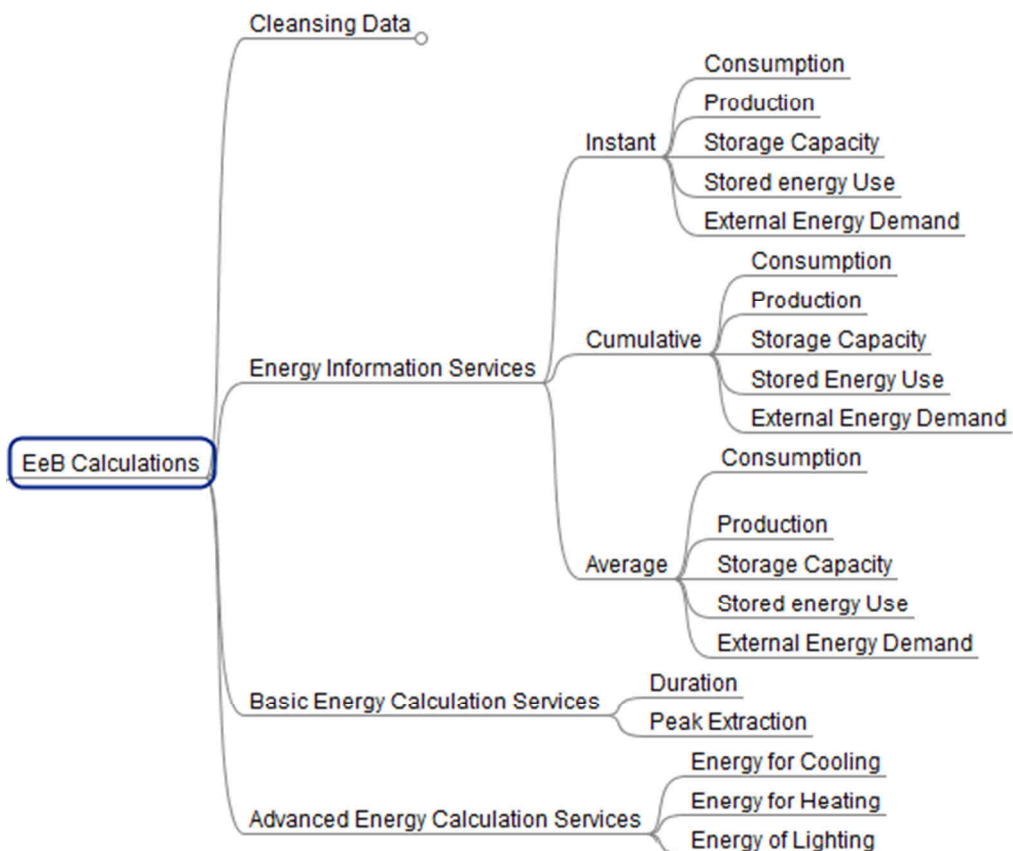 Cleansing Data
Consumption
Production
Instant
Storage Capacity
Stored energy Use
External Energy Demand
Consumption
Production
Cumulative
Storage Capacity
Energy Information Services
Stored Energy Use
External Energy Demand
EeB Calculations
Consumption
Production
Average
Storage Capacity
Stored energy Use
External Energy Demand
Duration
Basic Energy Calculation Services
Peak Extraction
Energy for Cooling
Energy for Heating
Advanced Energy Calculation Services
Energy of Lighting